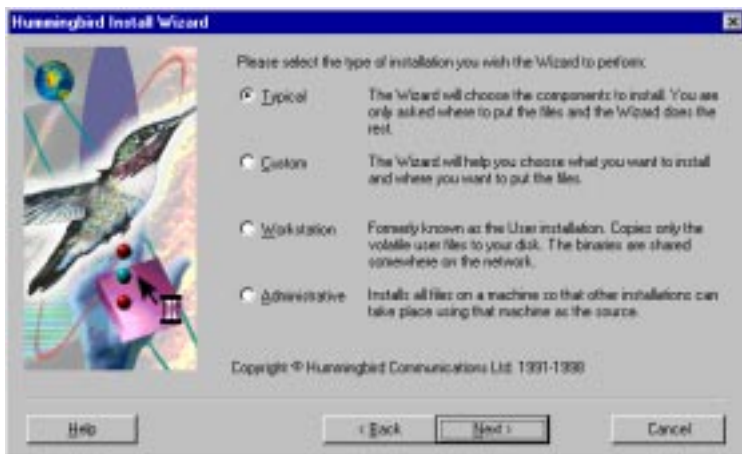 Hummingbird Install Wizard
Please select the type of installation you wish the Wizard to perform:
Typical
The Wizard will choose the components to install. You are
only asked where to put the files and the Wizard does the
rest.
Custom
The Wizard will help you choose what you want to install
and where you want to put the files.
Workstation
Formerly known as the User installation. Copies only the
volatile user files to your disk. The binaries are shared
somewhere on the network.
Administrative
Installs all files on a machine so that other installations can
take place using that machine as the source.
Copyright © Hummingbird Communications Ltd. 1991-1998
Help
< Back
Next >
Cancel